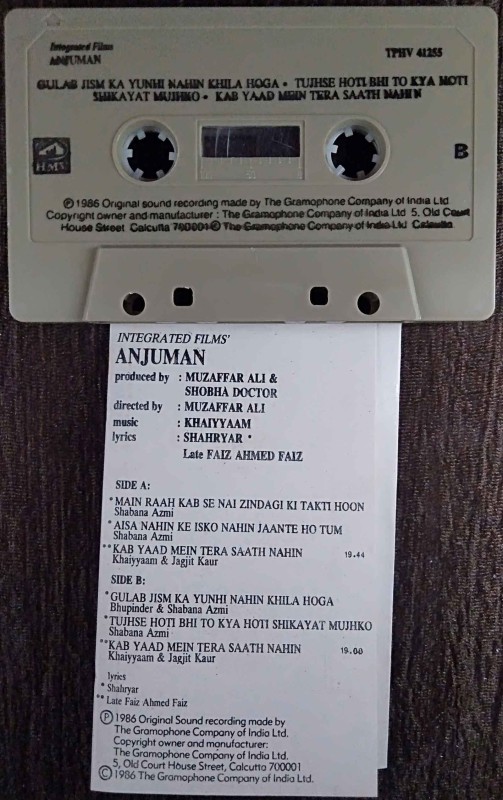 Integrated Films
ANJUMAN
TPHV 41255
GULAB JISM KA YUNHI NAHIN KHILA HOGA • TUJHSE HOTI BHI TO KYA HOTI
SHIKAYAT MUJHKO • KAB YAAD MEIN TERA SAATH NAHIN
HMV
B
Ⓟ 1986 Original sound recording made by The Gramophone Company of India Ltd
Copyright owner and manufacturer : The Gramophone Company of India Ltd 5, Old Court
House Street Calcutta 700001 © The Gramophone Company of India Ltd Calcutta
INTEGRATED FILMS'
ANJUMAN
produced by : MUZAFFAR ALI &
SHOBHA DOCTOR
directed by : MUZAFFAR ALI
music : KHAIYYAAM
lyrics : SHAHRYAR *
Late FAIZ AHMED FAIZ
SIDE A:
*MAIN RAAH KAB SE NAI ZINDAGI KI TAKTI HOON
Shabana Azmi
*AISA NAHIN KE ISKO NAHIN JAANTE HO TUM
Shabana Azmi
**KAB YAAD MEIN TERA SAATH NAHIN 19.44
Khaiyyaam & Jagjit Kaur
SIDE B:
*GULAB JISM KA YUNHI NAHIN KHILA HOGA
Bhupinder & Shabana Azmi
*TUJHSE HOTI BHI TO KYA HOTI SHIKAYAT MUJHKO
Shabana Azmi
**KAB YAAD MEIN TERA SAATH NAHIN 19.00
Khaiyyaam & Jagjit Kaur
lyrics
* Shahryar
** Late Faiz Ahmed Faiz
Ⓟ 1986 Original Sound recording made by
The Gramophone Company of India Ltd.
Copyright owner and manufacturer:
The Gramophone Company of India Ltd.
5, Old Court House Street, Calcutta 700001
© 1986 The Gramophone Company of India Ltd.